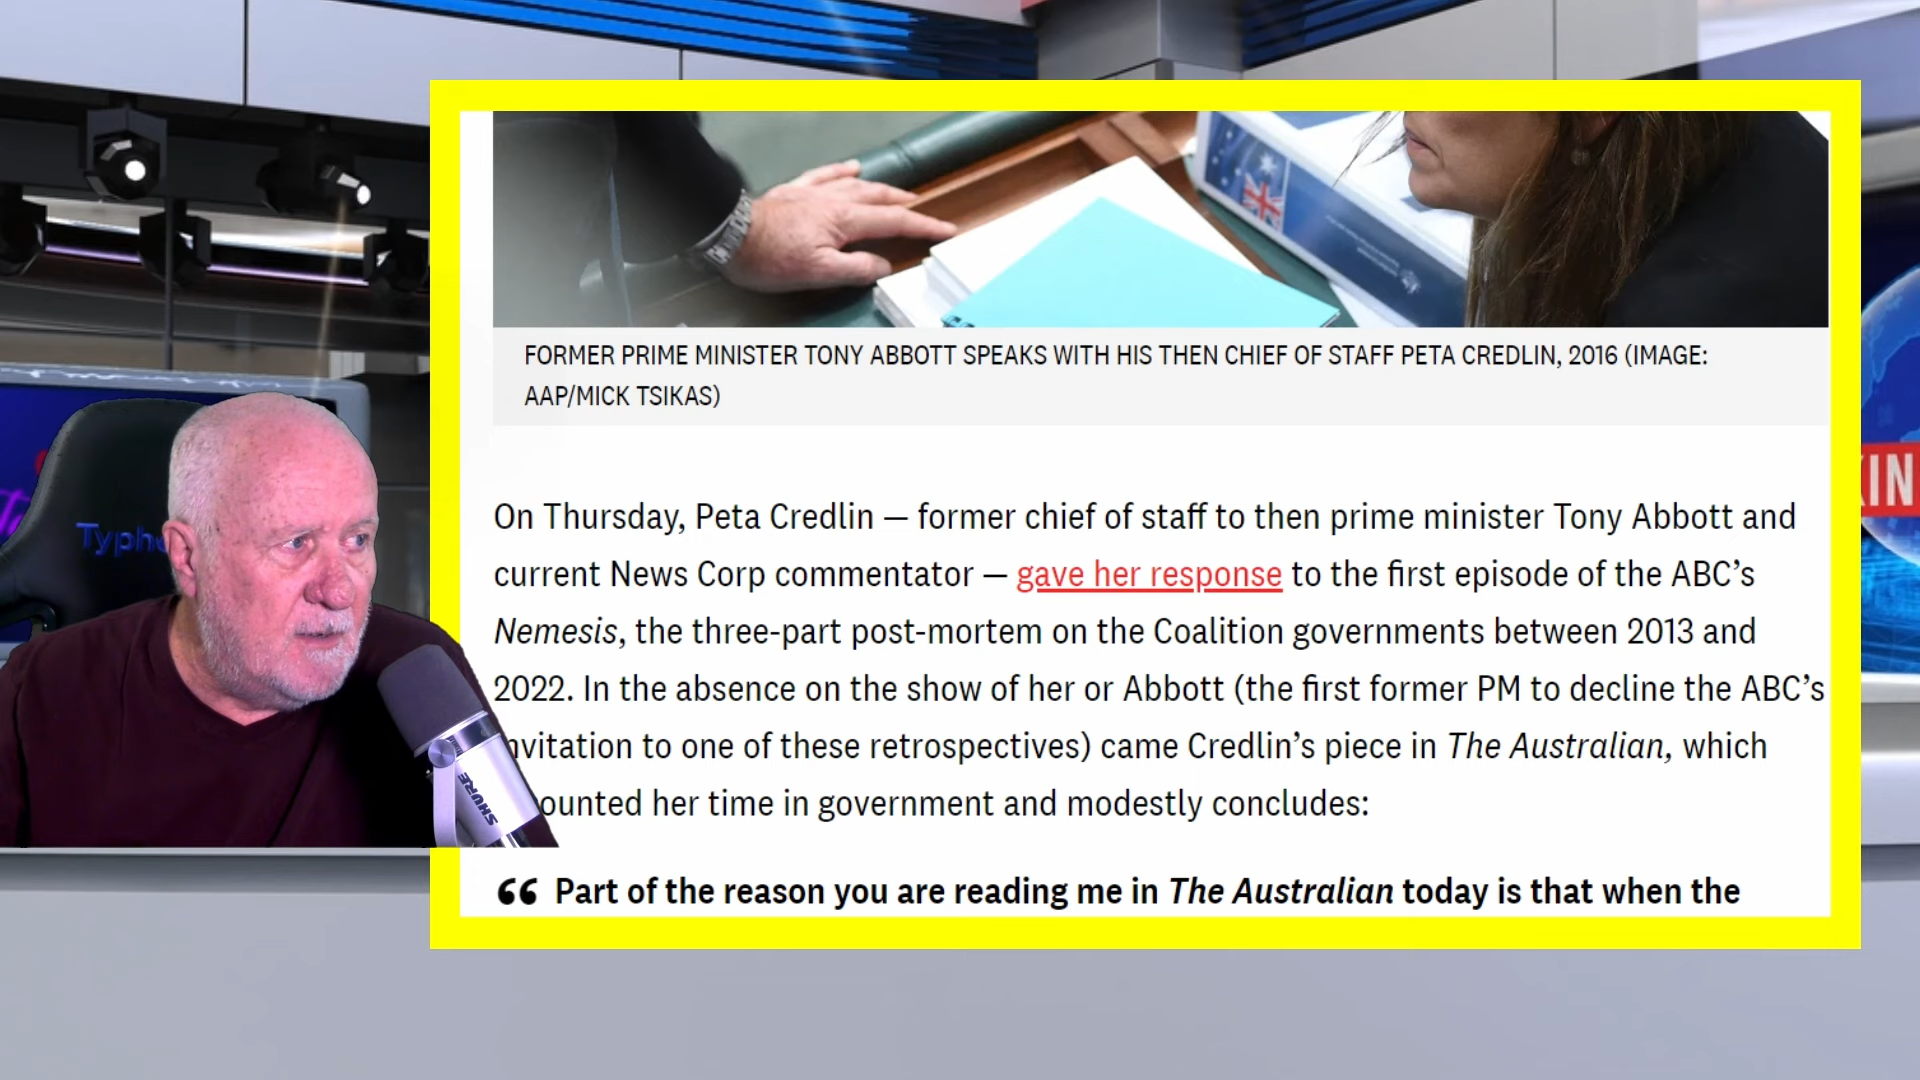 FORMER PRIME MINISTER TONY ABBOTT SPEAKS WITH HIS THEN CHIEF OF STAFF PETA CREDLIN, 2016 (IMAGE:
AAP/MICK TSIKAS)
On Thursday, Peta Credlin — former chief of staff to then prime minister Tony Abbott and
current News Corp commentator — gave her response to the first episode of the ABC’s
Nemesis, the three-part post-mortem on the Coalition governments between 2013 and
2022. In the absence on the show of her or Abbott (the first former PM to decline the ABC’s
nvitation to one of these retrospectives) came Credlin’s piece in The Australian, which
ounted her time in government and modestly concludes:
“ Part of the reason you are reading me in The Australian today is that when the
Typho
SHURE
KIN